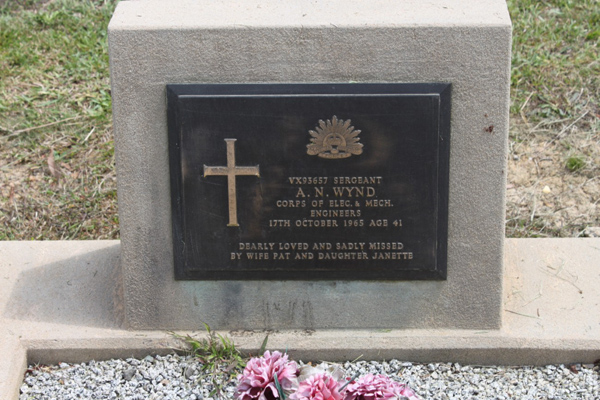 VX93657 SERGEANT
A. N. WYND
CORPS OF ELEC. & MECH.
ENGINEERS
17TH OCTOBER 1965 AGE 41
DEARLY LOVED AND SADLY MISSED
BY WIFE PAT AND DAUGHTER JANETTE